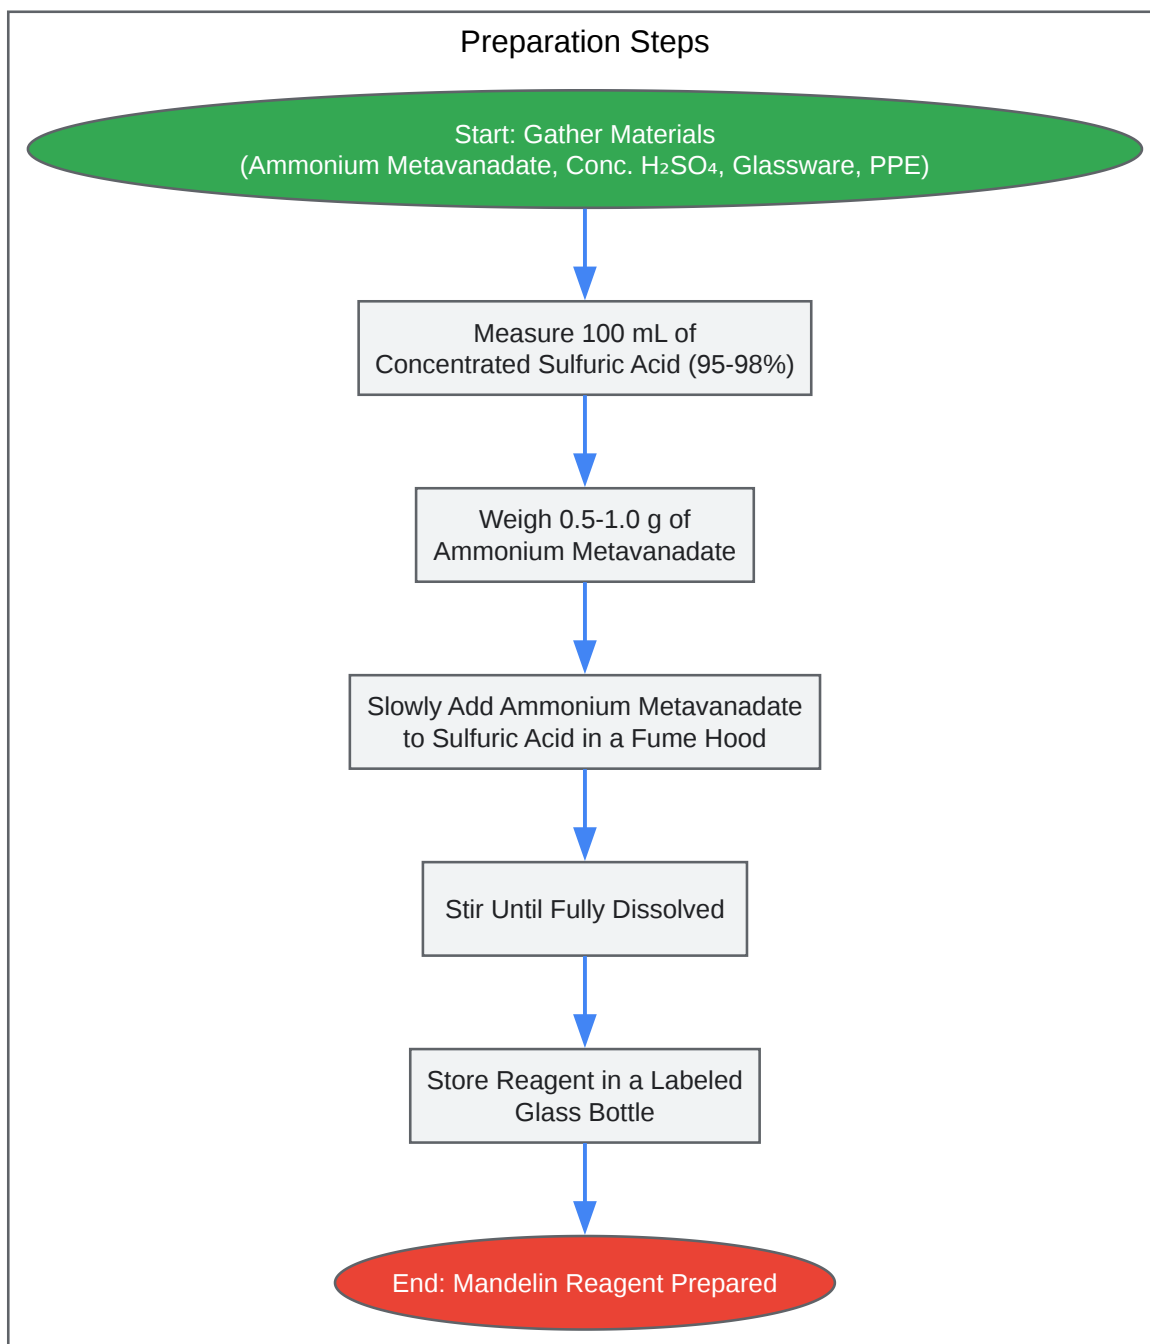 Preparation Steps
Start: Gather Materials
(Ammonium Metavanadate, Conc. H₂SO₄, Glassware, PPE)
Measure 100 mL of
Concentrated Sulfuric Acid (95-98%)
Weigh 0.5-1.0 g of
Ammonium Metavanadate
Slowly Add Ammonium Metavanadate
to Sulfuric Acid in a Fume Hood
Stir Until Fully Dissolved
Store Reagent in a Labeled
Glass Bottle
End: Mandelin Reagent Prepared